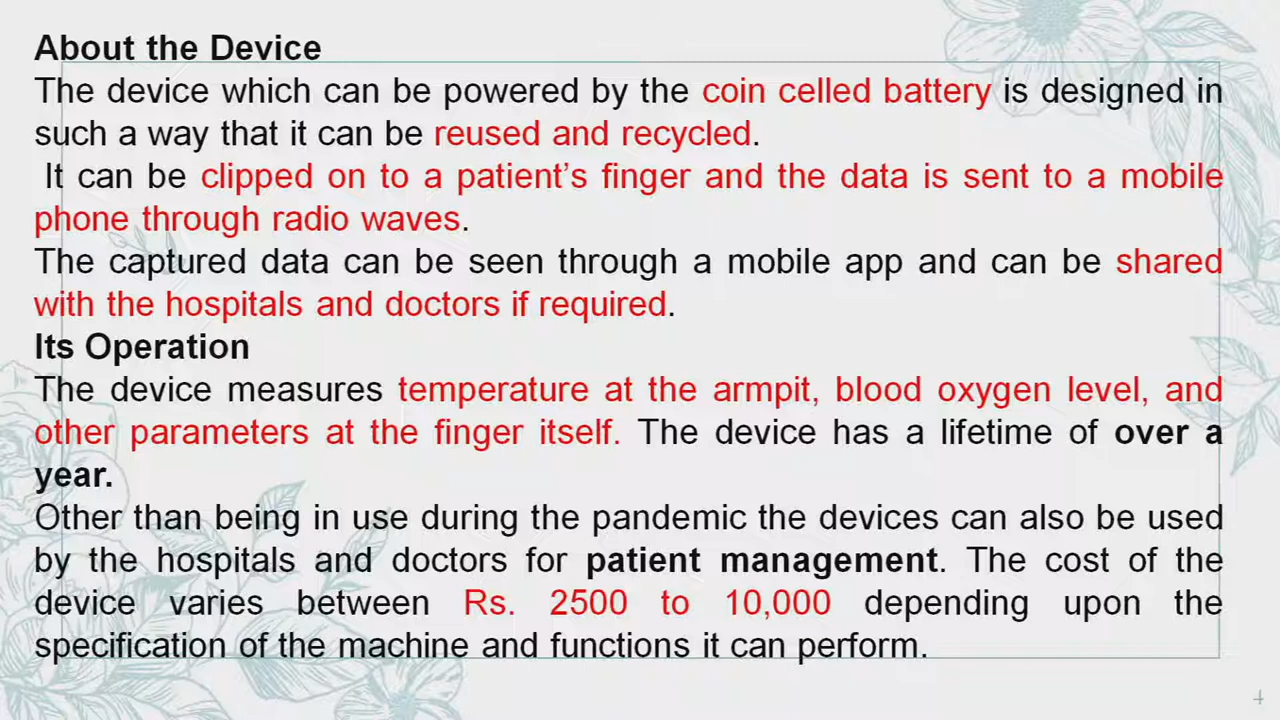 About the Device
The device which can be powered by the coin celled battery is designed in
such a way that it can be reused and recycled.
It can be clipped on to a patient’s finger and the data is sent to a mobile
phone through radio waves.
The captured data can be seen through a mobile app and can be shared
with the hospitals and doctors if required.
Its Operation
The device measures temperature at the armpit, blood oxygen level, and
other parameters at the finger itself. The device has a lifetime of over a
year.
Other than being in use during the pandemic the devices can also be used
by the hospitals and doctors for patient management. The cost of the
device varies between Rs. 2500 to 10,000 depending upon the
specification of the machine and functions it can perform.
4